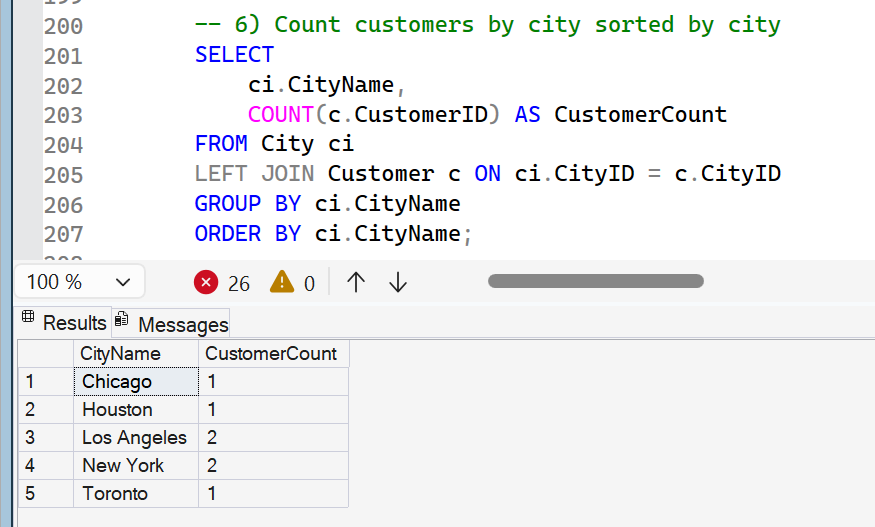 199
200 -- 6) Count customers by city sorted by city
201 SELECT
202 ci.CityName,
203 COUNT(c.CustomerID) AS CustomerCount
204 FROM City ci
205 LEFT JOIN Customer c ON ci.CityID = c.CityID
206 GROUP BY ci.CityName
207 ORDER BY ci.CityName;
208
100 % 26 0
Results Messages
CityName CustomerCount
1 Chicago 1
2 Houston 1
3 Los Angeles 2
4 New York 2
5 Toronto 1